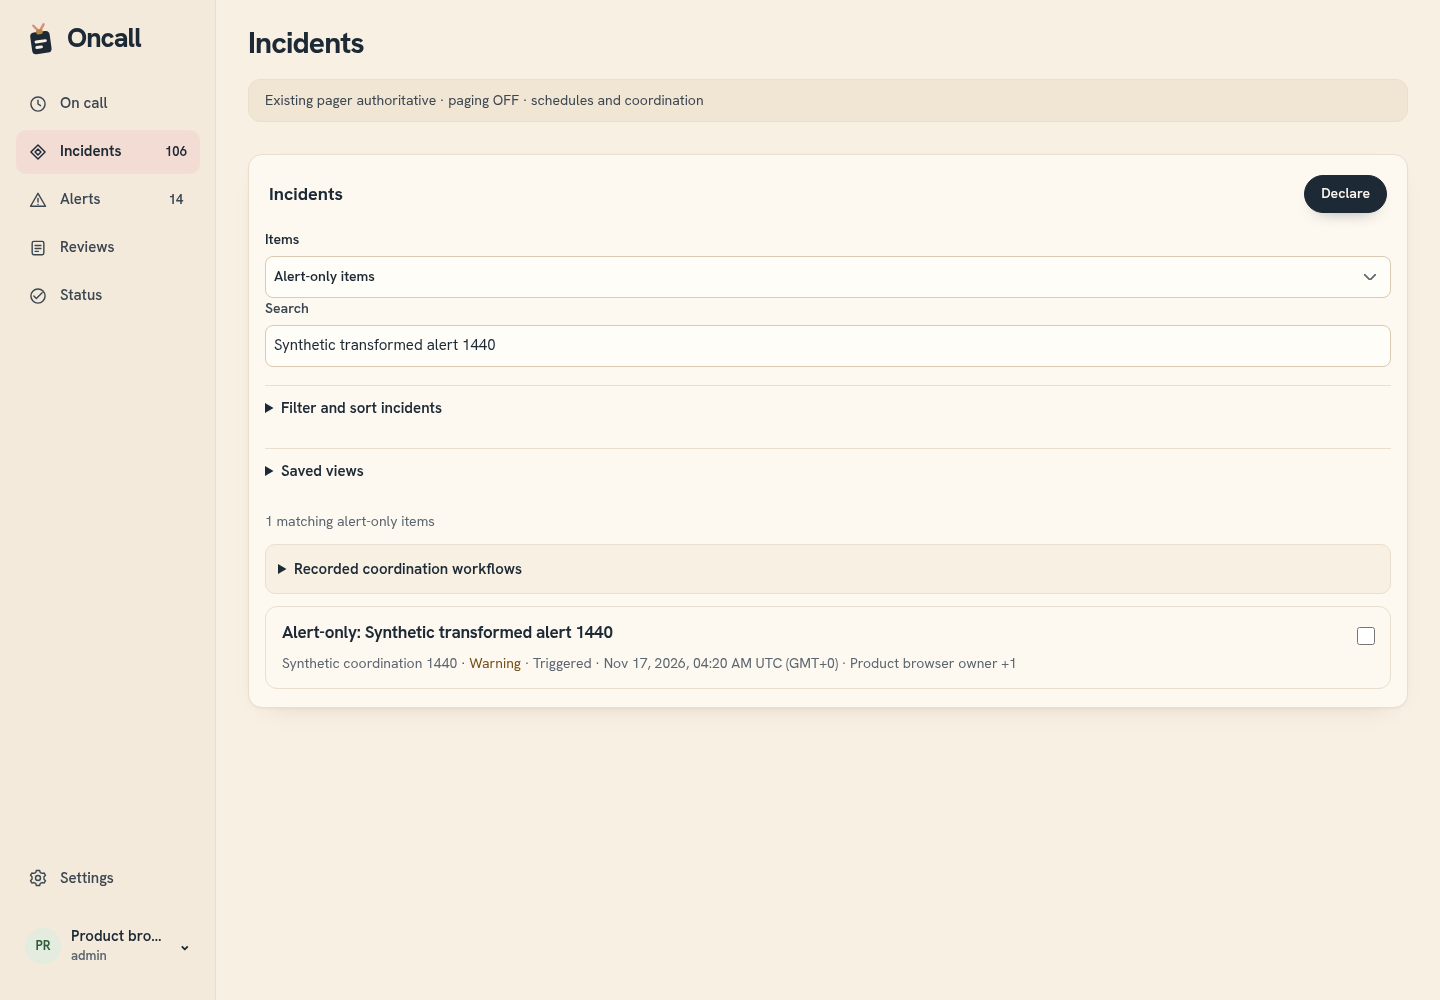 Oncall
On call
Incidents 106
Alerts 14
Reviews
Status
Settings
PR
Product bro...
admin
Incidents
Existing pager authoritative · paging OFF · schedules and coordination
Incidents
Declare
Items
Alert-only items
Search
Synthetic transformed alert 1440
Filter and sort incidents
Saved views
1 matching alert-only items
Recorded coordination workflows
Alert-only: Synthetic transformed alert 1440
Synthetic coordination 1440 · Warning · Triggered · Nov 17, 2026, 04:20 AM UTC (GMT+0) · Product browser owner +1